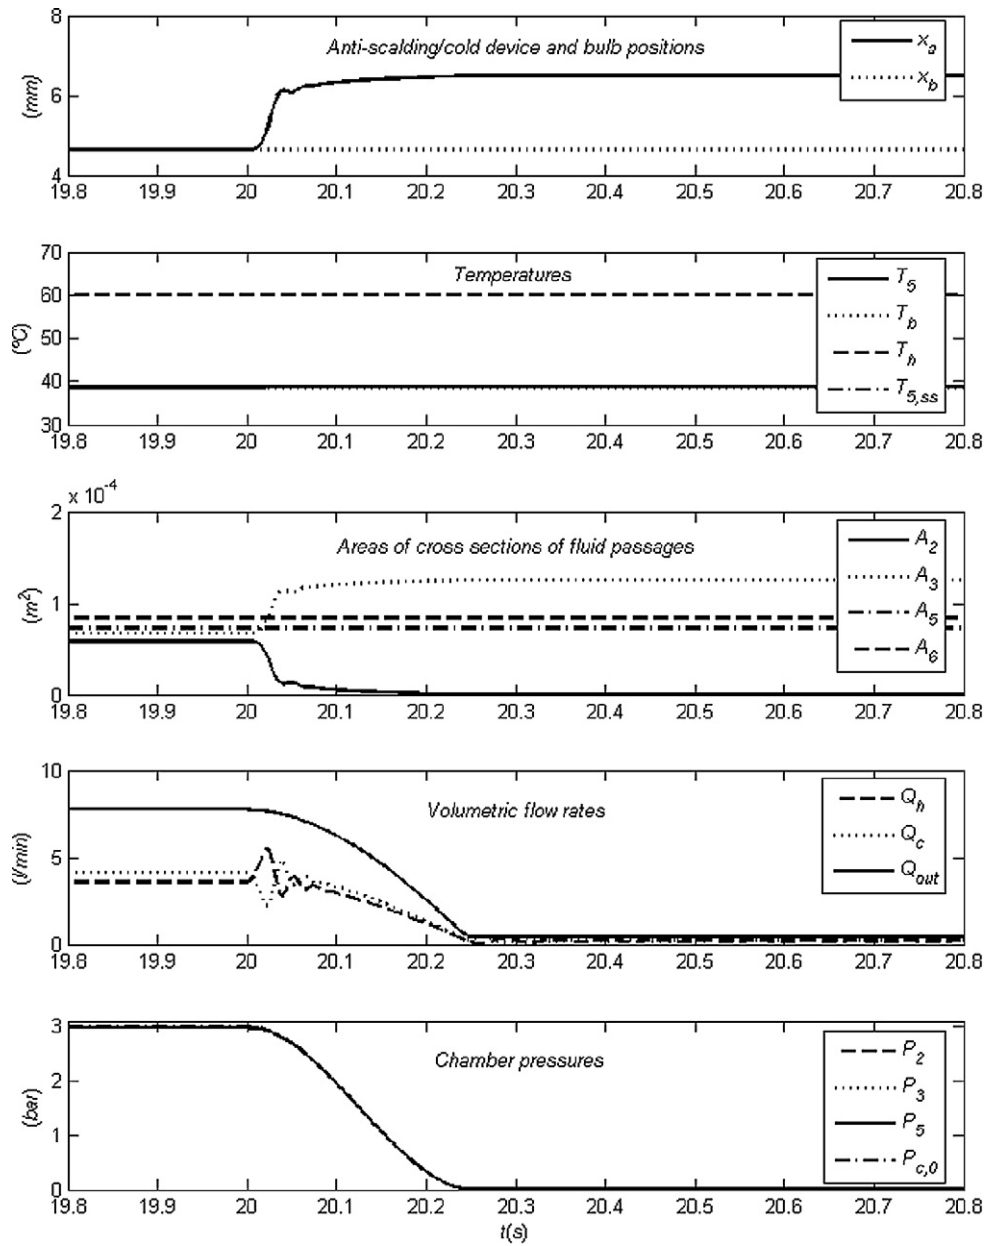 8
6
4
(mm)
Anti-scalding/cold device and bulb positions
x_a
x_b
19.8 19.9 20 20.1 20.2 20.3 20.4 20.5 20.6 20.7 20.8
70
60
50
40
30
(ºC)
Temperatures
T_5
T_b
T_h
T_5,ss
19.8 19.9 20 20.1 20.2 20.3 20.4 20.5 20.6 20.7 20.8
x 10^-4
2
1
0
(m²)
Areas of cross sections of fluid passages
A_2
A_3
A_5
A_6
19.8 19.9 20 20.1 20.2 20.3 20.4 20.5 20.6 20.7 20.8
10
5
0
(l/min)
Volumetric flow rates
Q_h
Q_c
Q_out
19.8 19.9 20 20.1 20.2 20.3 20.4 20.5 20.6 20.7 20.8
3
2
1
0
(bar)
Chamber pressures
P_2
P_3
P_5
P_c,0
19.8 19.9 20 20.1 20.2 20.3 20.4 20.5 20.6 20.7 20.8
t(s)